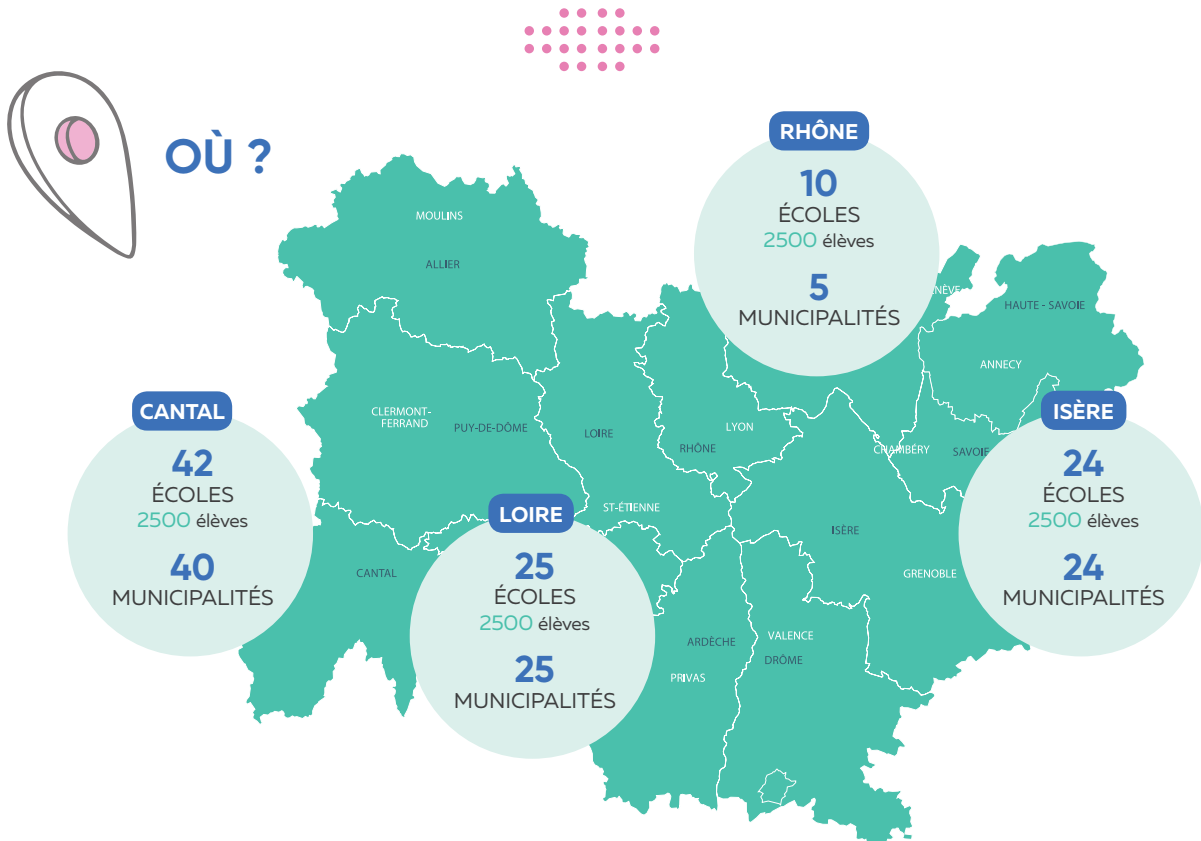 OÙ ?
RHÔNE
10
ÉCOLES
2500 élèves
5
MUNICIPALITÉS
CANTAL
42
ÉCOLES
2500 élèves
40
MUNICIPALITÉS
LOIRE
25
ÉCOLES
2500 élèves
25
MUNICIPALITÉS
ISÈRE
24
ÉCOLES
2500 élèves
24
MUNICIPALITÉS
MOULINS
ALLIER
HAUTE - SAVOIE
ANNECY
CLERMONT-
FERRAND
PUY-DE-DÔME
LOIRE
RHÔNE
LYON
CHAMBÉRY
SAVOIE
ST-ÉTIENNE
ISÈRE
GRENOBLE
CANTAL
ARDÈCHE
PRIVAS
VALENCE
DRÔME